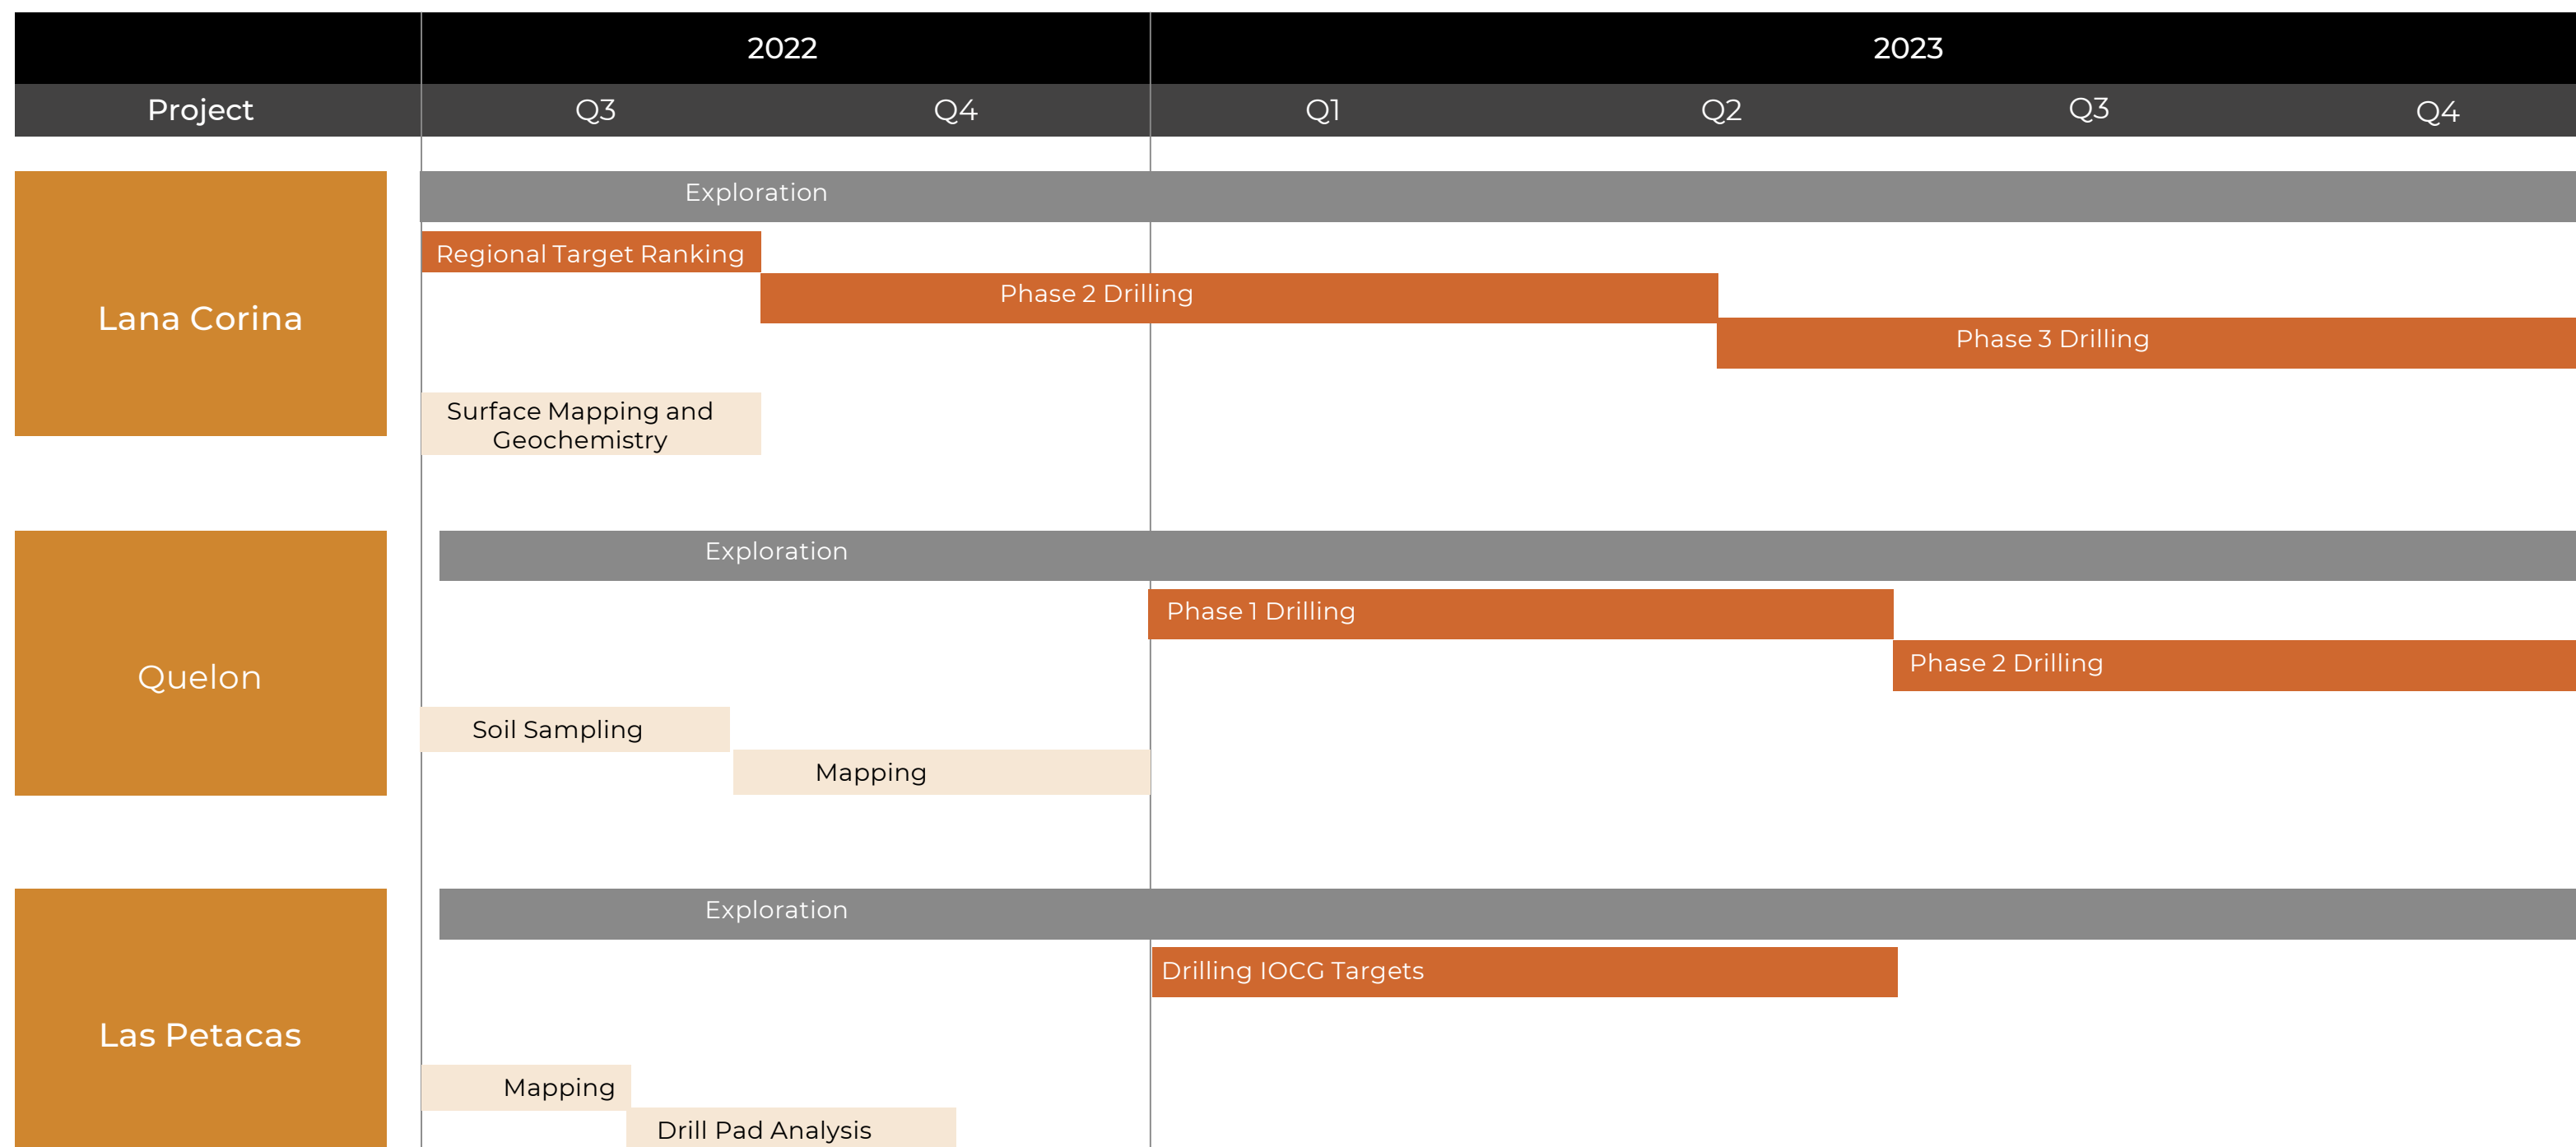 2022
2023
Project
Q3
Q4
Q1
Q2
Q3
Q4
Lana Corina
Exploration
Regional Target Ranking
Phase 2 Drilling
Phase 3 Drilling
Surface Mapping and
Geochemistry
Quelon
Exploration
Phase 1 Drilling
Phase 2 Drilling
Soil Sampling
Mapping
Las Petacas
Exploration
Drilling IOCG Targets
Mapping
Drill Pad Analysis